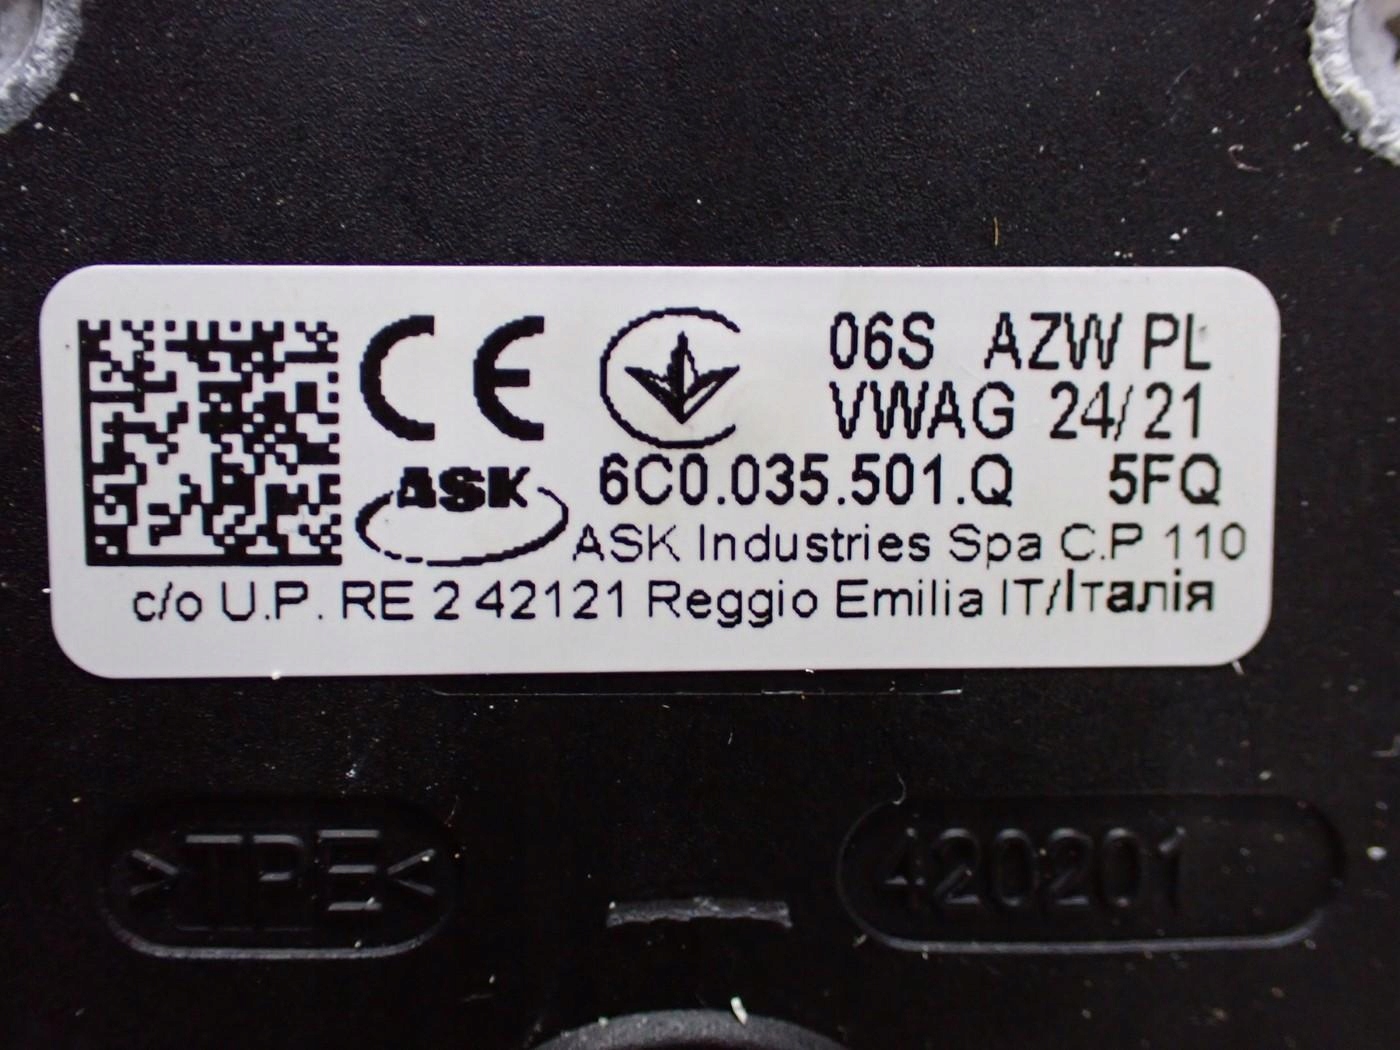 CE 06S AZW PL
VWAG 24/21
ASK 6C0.035.501.Q 5FQ
ASK Industries Spa C.P 110
c/o U.P. RE 2 42121 Reggio Emilia IT/Італія
>TPE< 420201